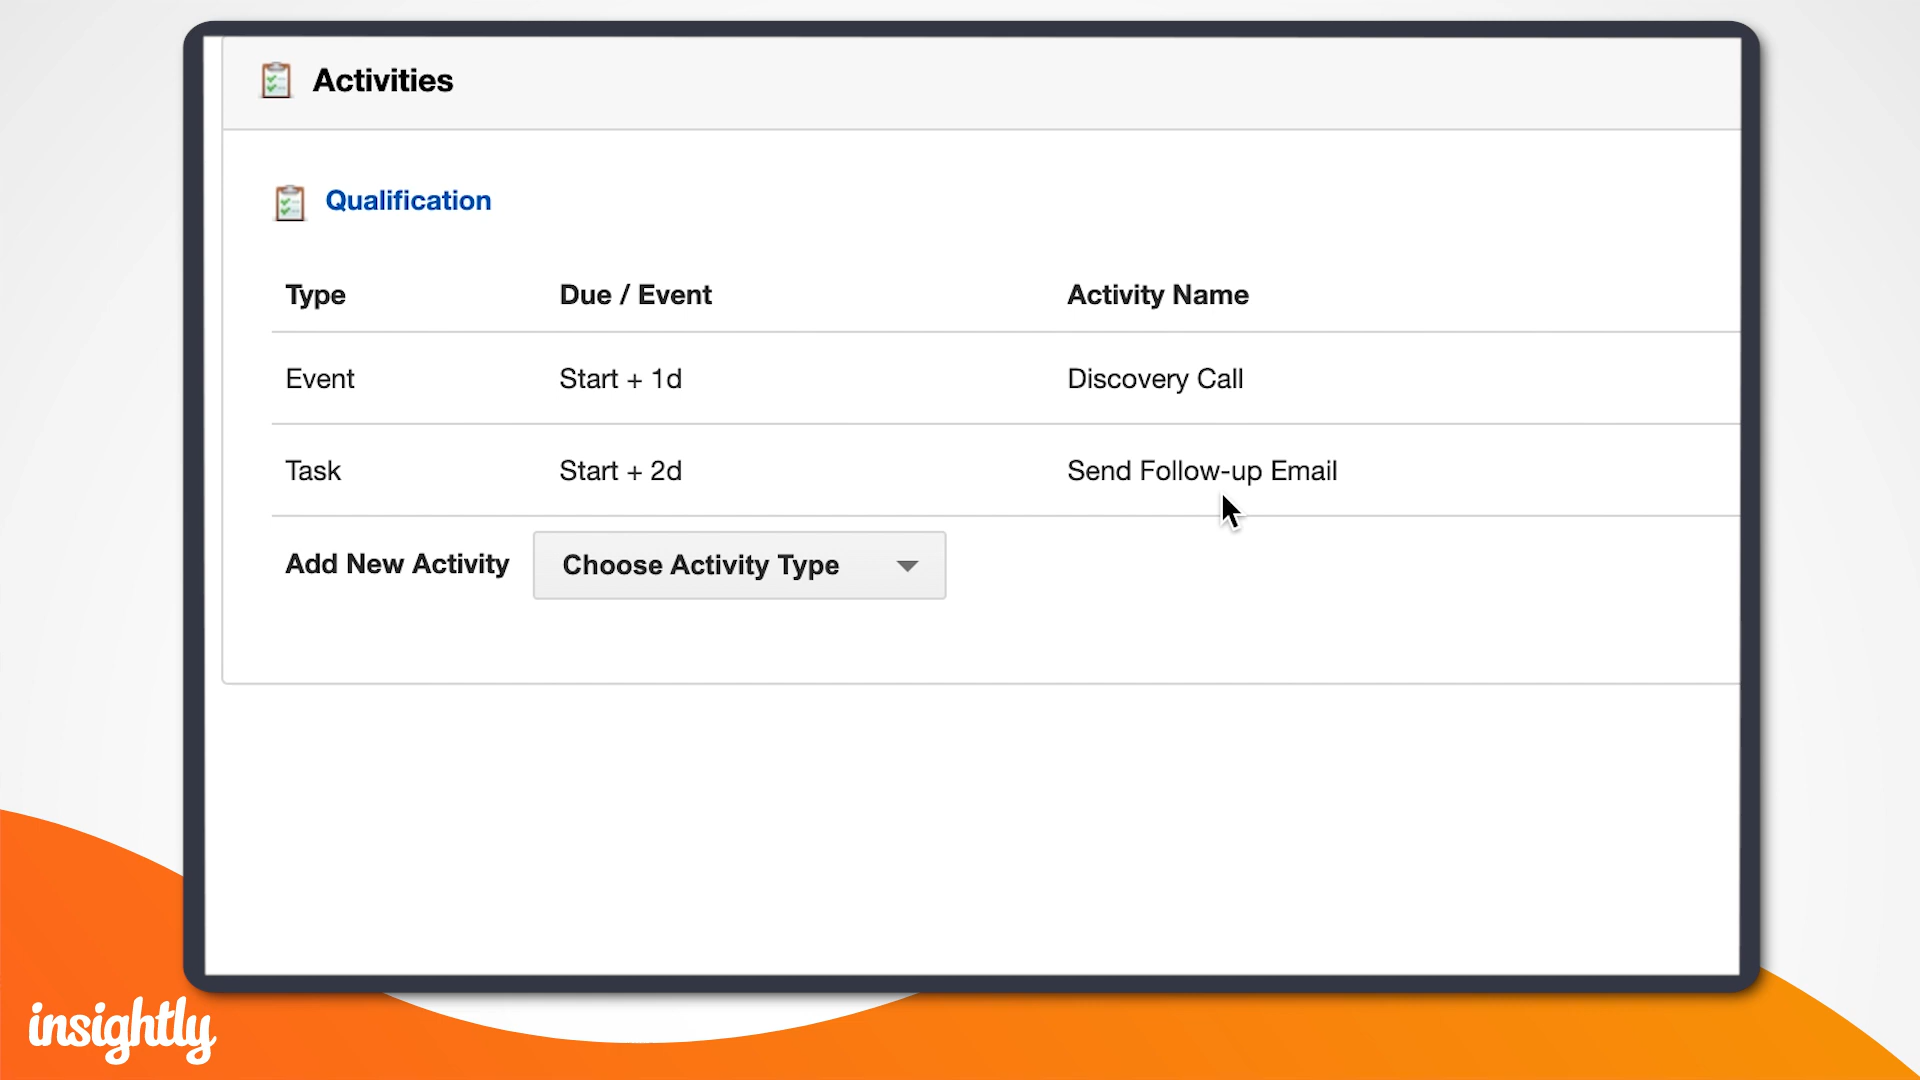 Activities
Qualification
Type Due / Event Activity Name
Event Start + 1d Discovery Call
Task Start + 2d Send Follow-up Email
Add New Activity Choose Activity Type
insightly